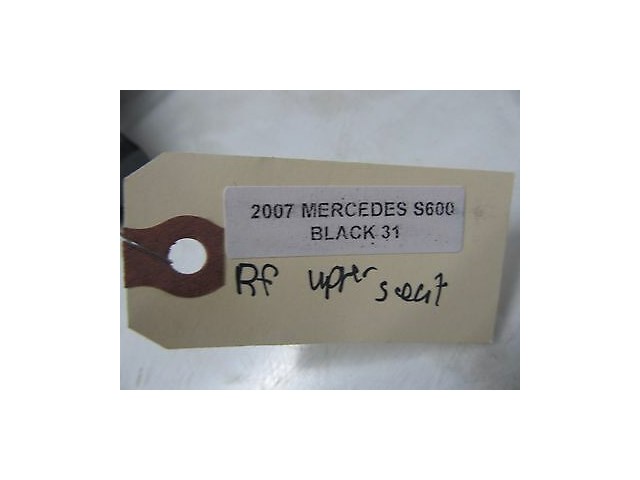 2007 MERCEDES S600
BLACK 31
Rf upper seat